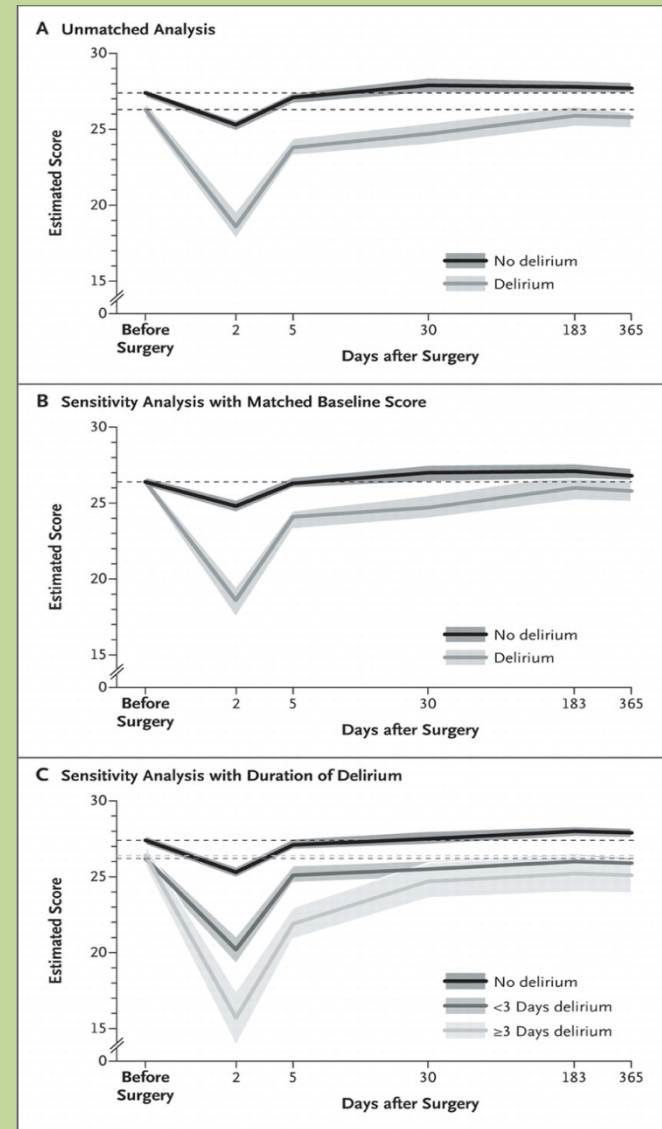 A Unmatched Analysis
30
25
20
15
0
Estimated Score
No delirium
Delirium
Before Surgery
2
5
30
183
365
Days after Surgery
B Sensitivity Analysis with Matched Baseline Score
30
25
20
15
0
Estimated Score
No delirium
Delirium
Before Surgery
2
5
30
183
365
Days after Surgery
C Sensitivity Analysis with Duration of Delirium
30
25
20
15
0
Estimated Score
No delirium
<3 Days delirium
≥3 Days delirium
Before Surgery
2
5
30
183
365
Days after Surgery